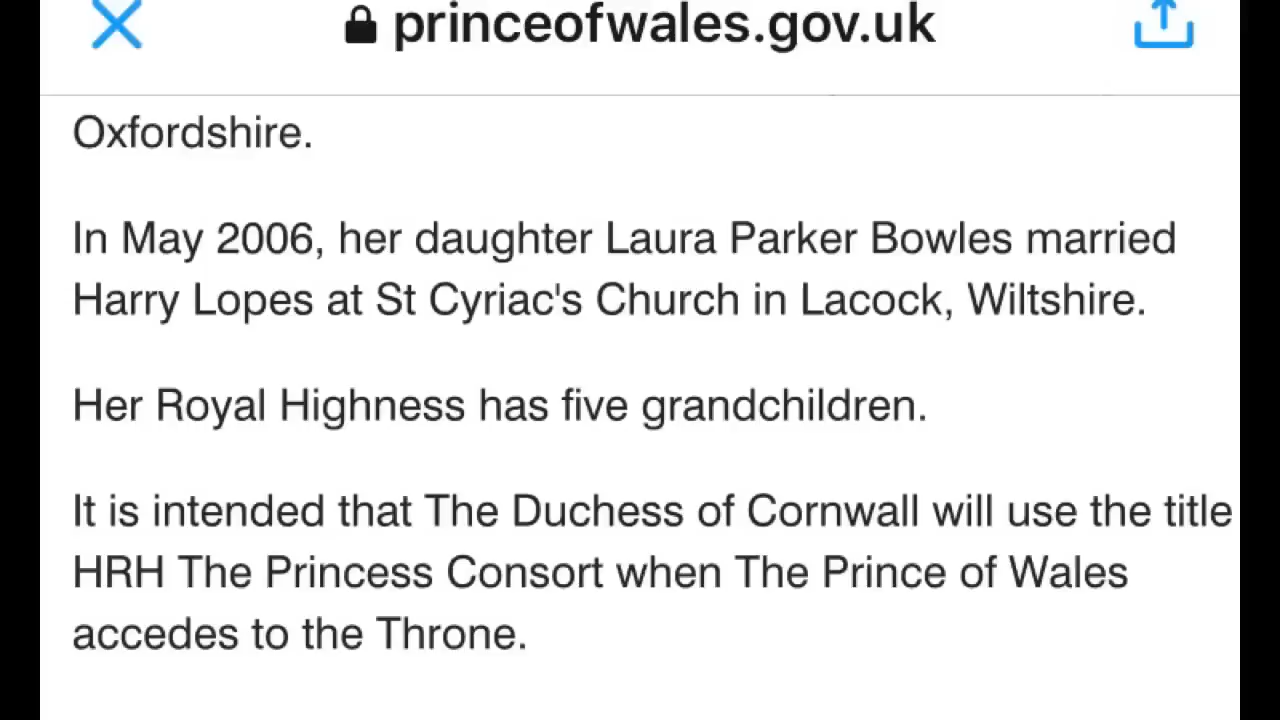 princeofwales.gov.uk
Oxfordshire.
In May 2006, her daughter Laura Parker Bowles married
Harry Lopes at St Cyriac's Church in Lacock, Wiltshire.
Her Royal Highness has five grandchildren.
It is intended that The Duchess of Cornwall will use the title
HRH The Princess Consort when The Prince of Wales
accedes to the Throne.